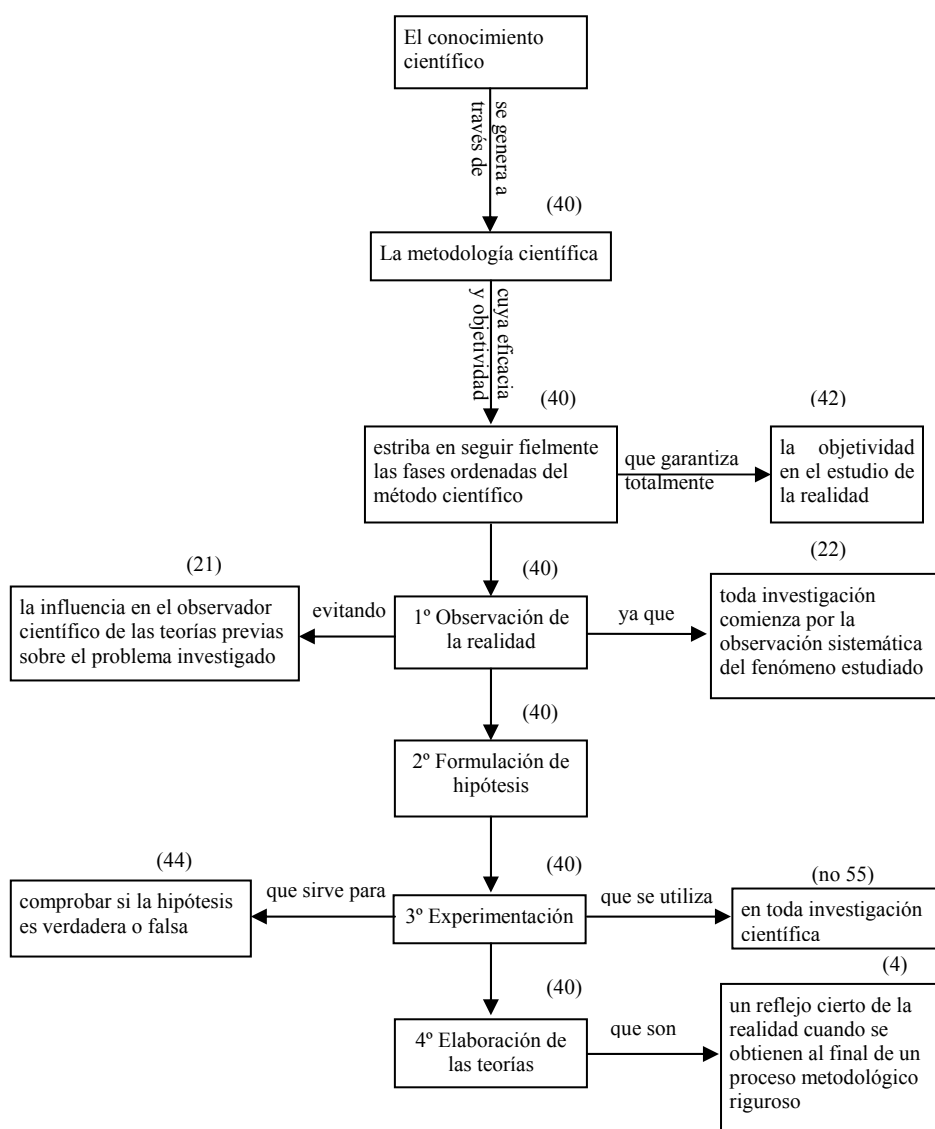 El conocimiento
científico
se genera a
través de
(40)
La metodología científica
cuya eficacia
y objetividad
(40)
(42)
estriba en seguir fielmente
las fases ordenadas del
método científico
que garantiza
totalmente
la objetividad
en el estudio de
la realidad
(21)
(40)
(22)
la influencia en el observador
científico de las teorías previas
sobre el problema investigado
evitando
1º Observación de
la realidad
ya que
toda investigación
comienza por la
observación sistemática
del fenómeno estudiado
(40)
2º Formulación de
hipótesis
(44)
(40)
(no 55)
comprobar si la hipótesis
es verdadera o falsa
que sirve para
3º Experimentación
que se utiliza
en toda investigación
científica
(40)
(4)
4º Elaboración de
las teorías
que son
un reflejo cierto de la
realidad cuando se
obtienen al final de un
proceso metodológico
riguroso